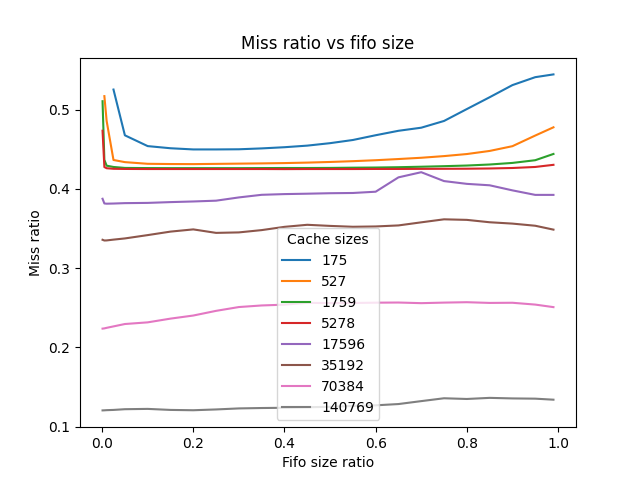 Miss ratio vs fifo size
Miss ratio
0.5
0.4
0.3
0.2
0.1
Cache sizes
175
527
1759
5278
17596
35192
70384
140769
0.0 0.2 0.4 0.6 0.8 1.0
Fifo size ratio